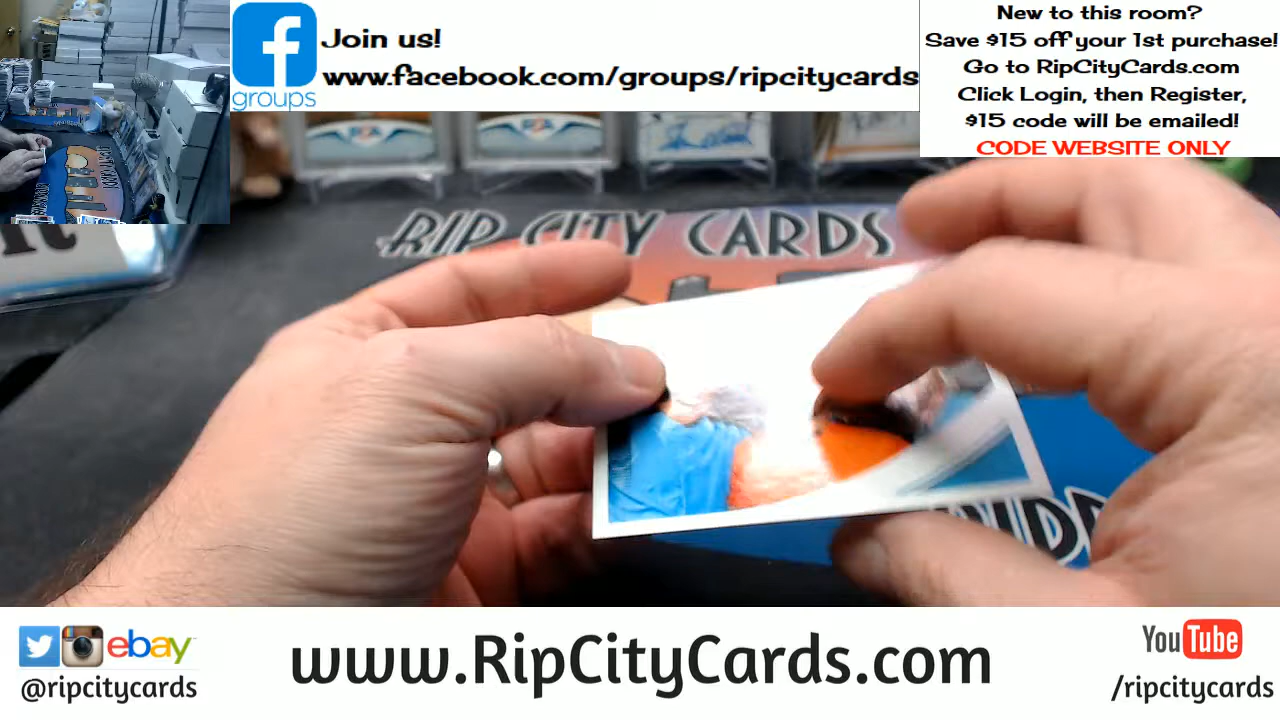 Join us!
www.facebook.com/groups/ripcitycards
groups
New to this room?
Save $15 off your 1st purchase!
Go to RipCityCards.com
Click Login, then Register,
$15 code will be emailed!
CODE WEBSITE ONLY
RIP CITY CARDS
ebay
@ripcitycards
www.RipCityCards.com
YouTube
/ripcitycards